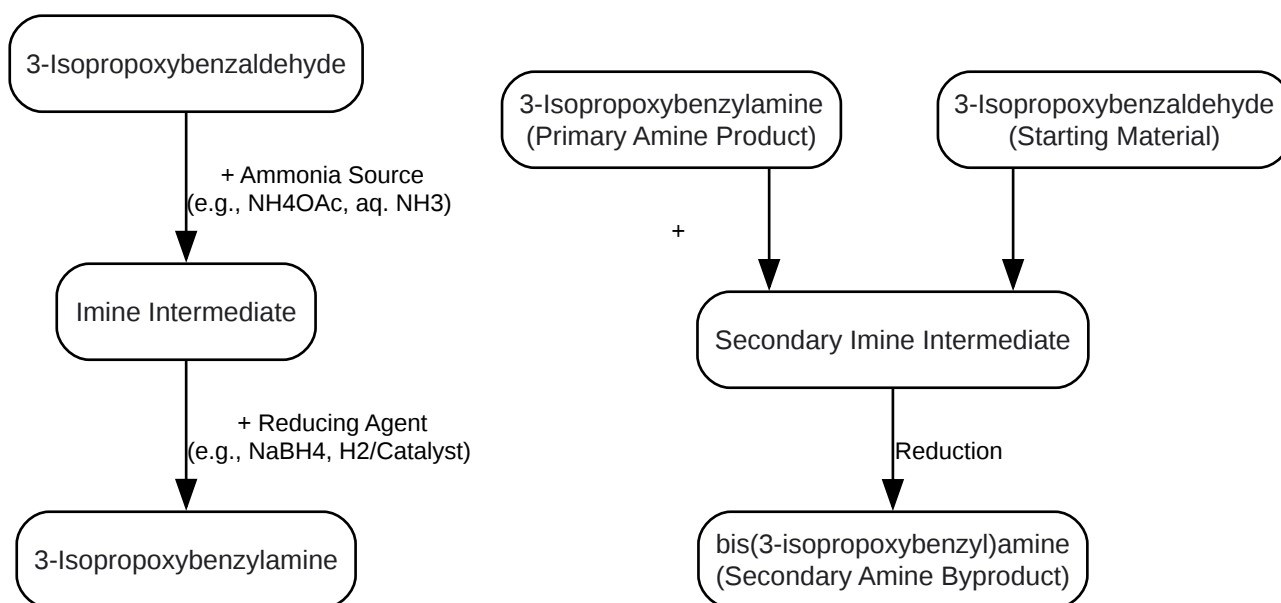 3-Isopropoxybenzaldehyde
+ Ammonia Source
(e.g., NH4OAc, aq. NH3)
Imine Intermediate
+ Reducing Agent
(e.g., NaBH4, H2/Catalyst)
3-Isopropoxybenzylamine
3-Isopropoxybenzylamine
(Primary Amine Product)
3-Isopropoxybenzaldehyde
(Starting Material)
+
Secondary Imine Intermediate
Reduction
bis(3-isopropoxybenzyl)amine
(Secondary Amine Byproduct)